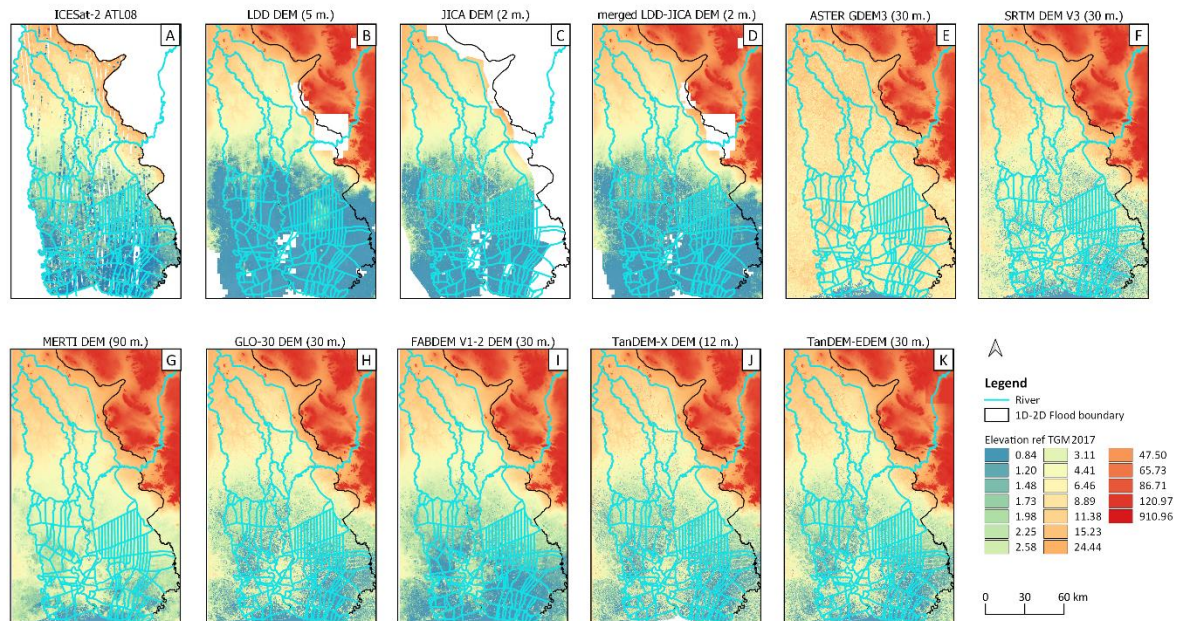 ICESat-2 ATL08
LDD DEM (5 m.)
JICA DEM (2 m.)
merged LDD-JICA DEM (2 m.)
ASTER GDEM3 (30 m.)
SRTM DEM V3 (30 m.)
A
B
C
D
E
F
MERTI DEM (90 m.)
GLO-30 DEM (30 m.)
FABDEM V1-2 DEM (30 m.)
TanDEM-X DEM (12 m.)
TanDEM-EDEM (30 m.)
G
H
I
J
K
Legend
River
1D-2D Flood boundary
Elevation ref TGM2017
0.84 3.11 47.50
1.20 4.41 65.73
1.48 6.46 86.71
1.73 8.89 120.97
1.98 11.38 910.96
2.25 15.23
2.58 24.44
0 30 60 km